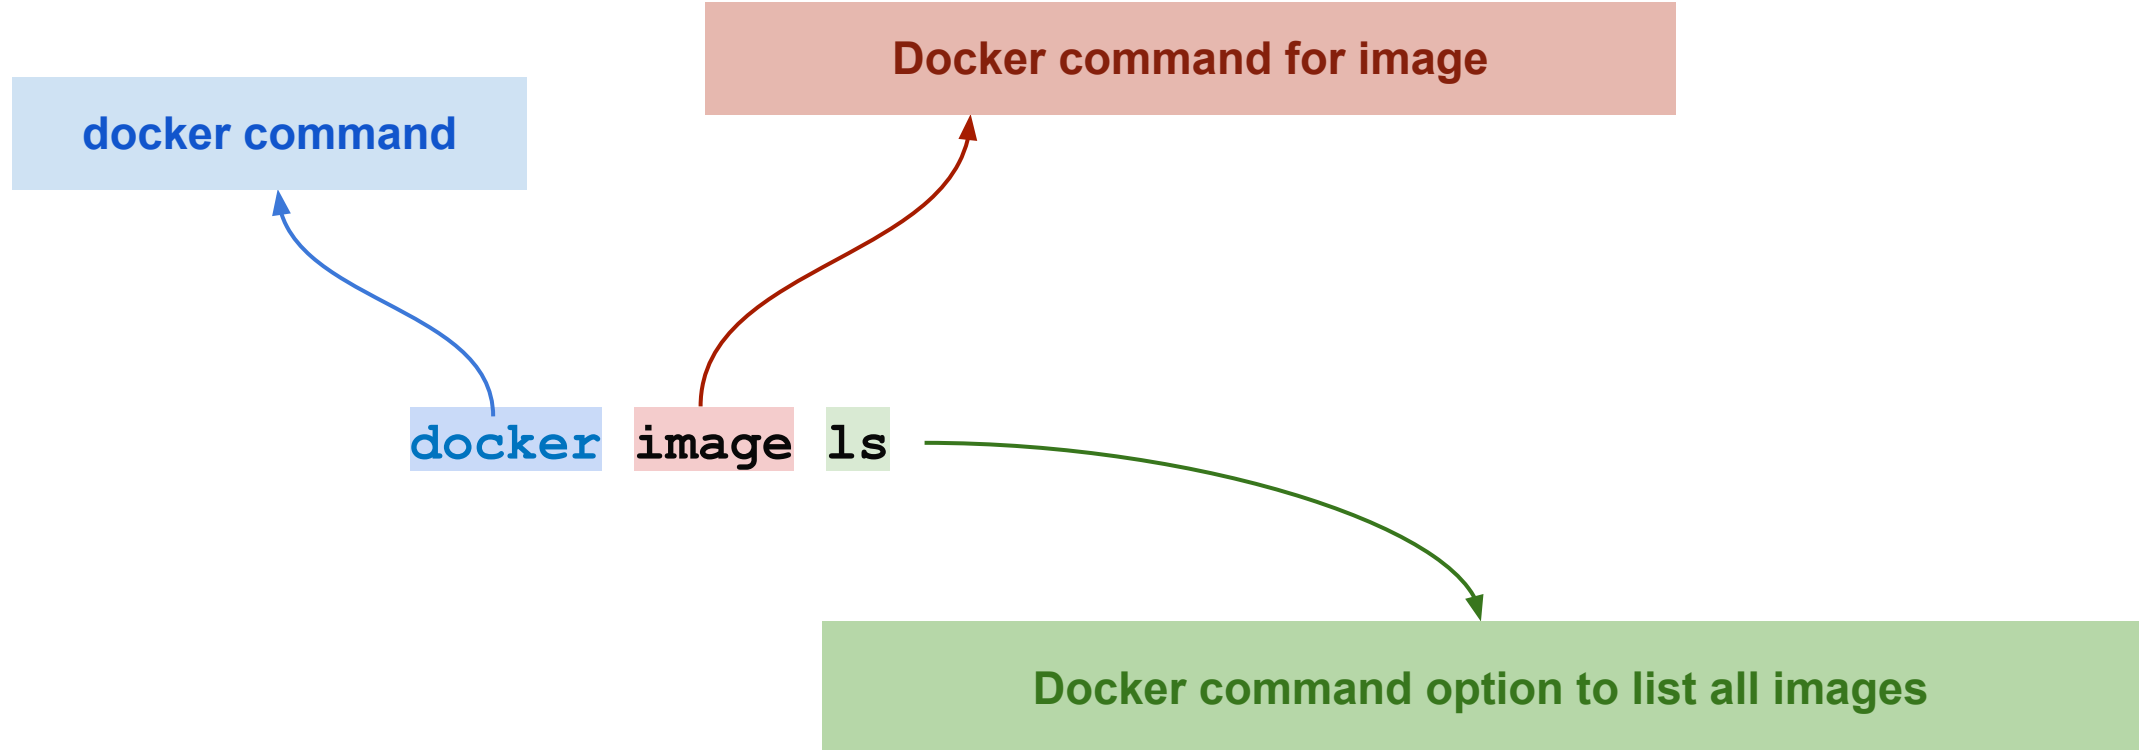 Docker command for image
docker command
docker image ls
Docker command option to list all images